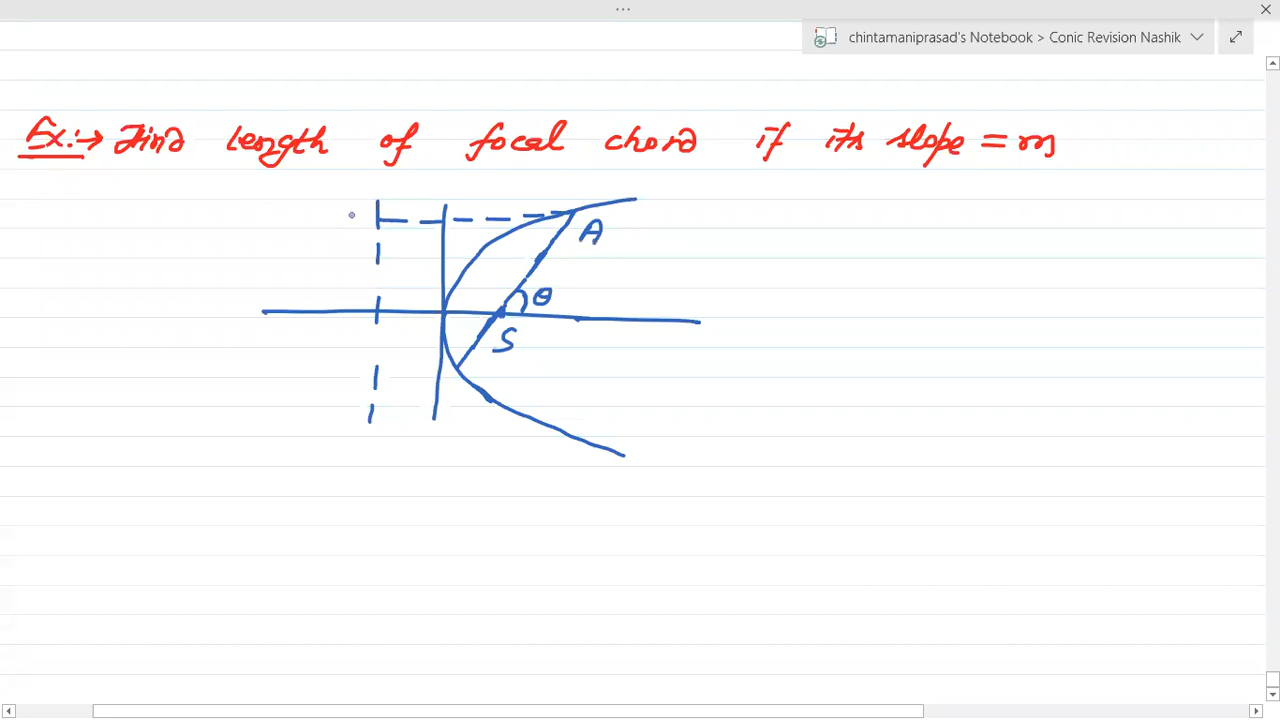 chintamaniprasad's Notebook > Conic Revision Nashik
Ex:→ Find length of focal chord if its slope = m
A
θ
S